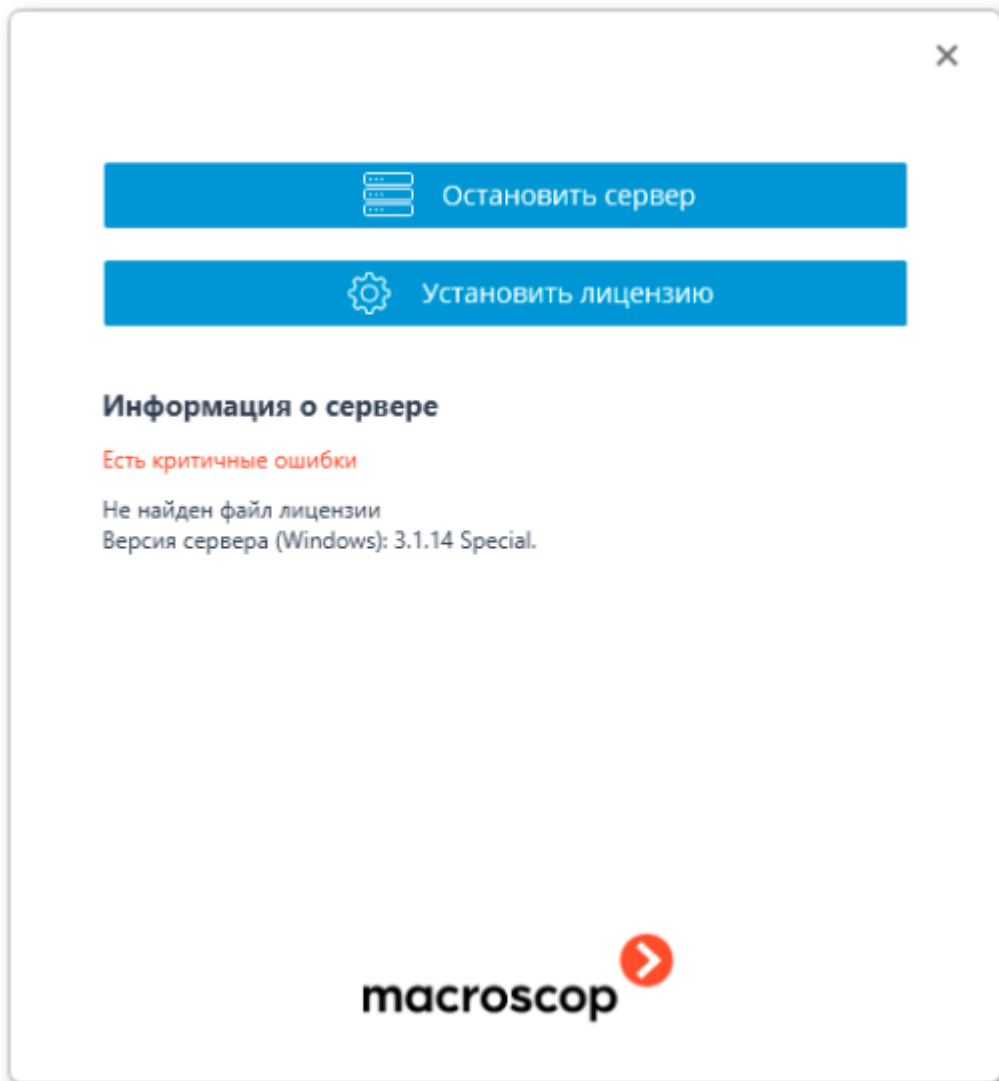 Остановить сервер
Установить лицензию
Информация о сервере
Есть критичные ошибки
Не найден файл лицензии
Версия сервера (Windows): 3.1.14 Special.
macroscop